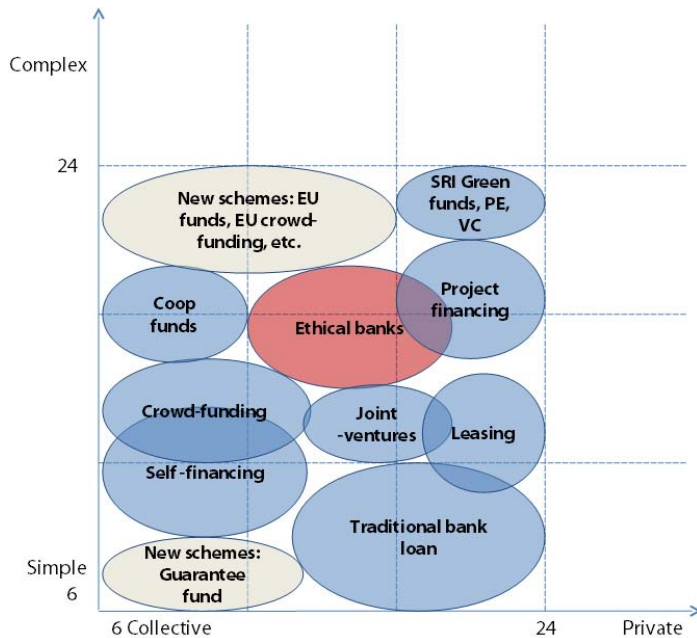 Complex
24
New schemes: EU
funds, EU crowd-
funding, etc.
SRI Green
funds, PE,
VC
Coop
funds
Ethical banks
Project
financing
Crowd-funding
Joint
-ventures
Leasing
Self-financing
Traditional bank
loan
New schemes:
Guarantee
fund
Simple
6
6 Collective
24
Private